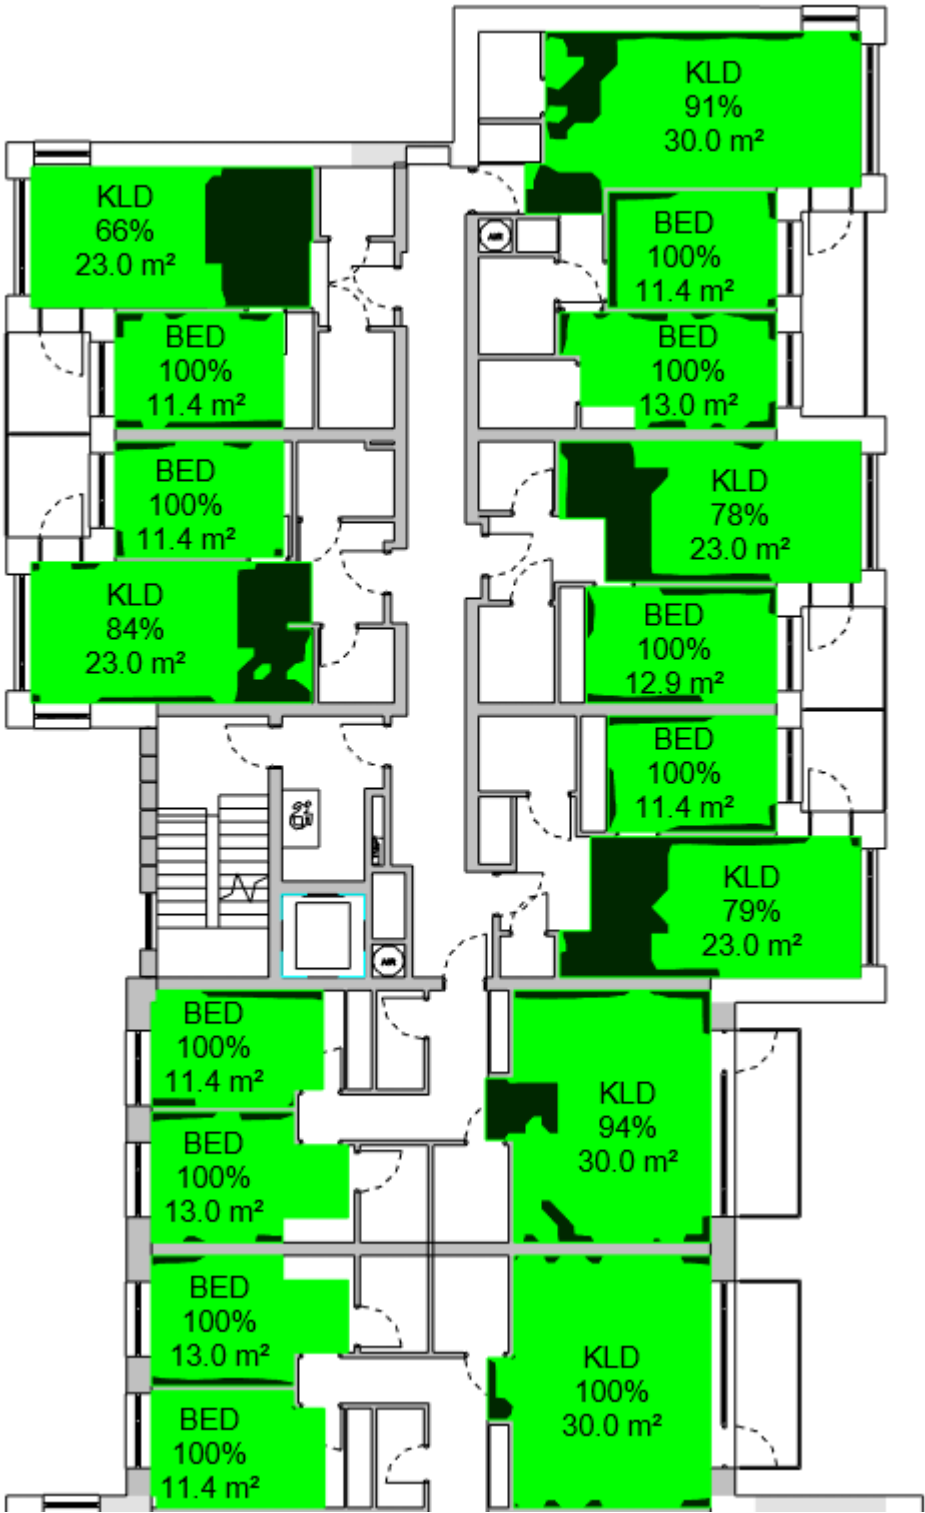 KLD
91%
30.0 m²
KLD
66%
23.0 m²
BED
100%
11.4 m²
AIR
BED
100%
11.4 m²
BED
100%
13.0 m²
BED
100%
11.4 m²
KLD
78%
23.0 m²
KLD
84%
23.0 m²
BED
100%
12.9 m²
BED
100%
11.4 m²
KLD
79%
23.0 m²
AIR
BED
100%
11.4 m²
KLD
94%
30.0 m²
BED
100%
13.0 m²
BED
100%
13.0 m²
KLD
100%
30.0 m²
BED
100%
11.4 m²